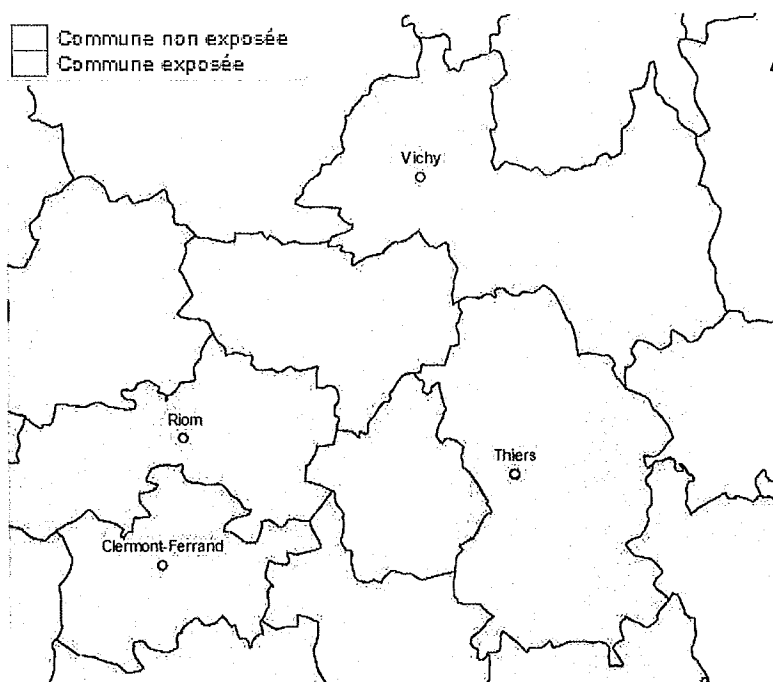 Commune non exposée
Commune exposée
Vichy
Riom
Thiers
Clermont-Ferrand